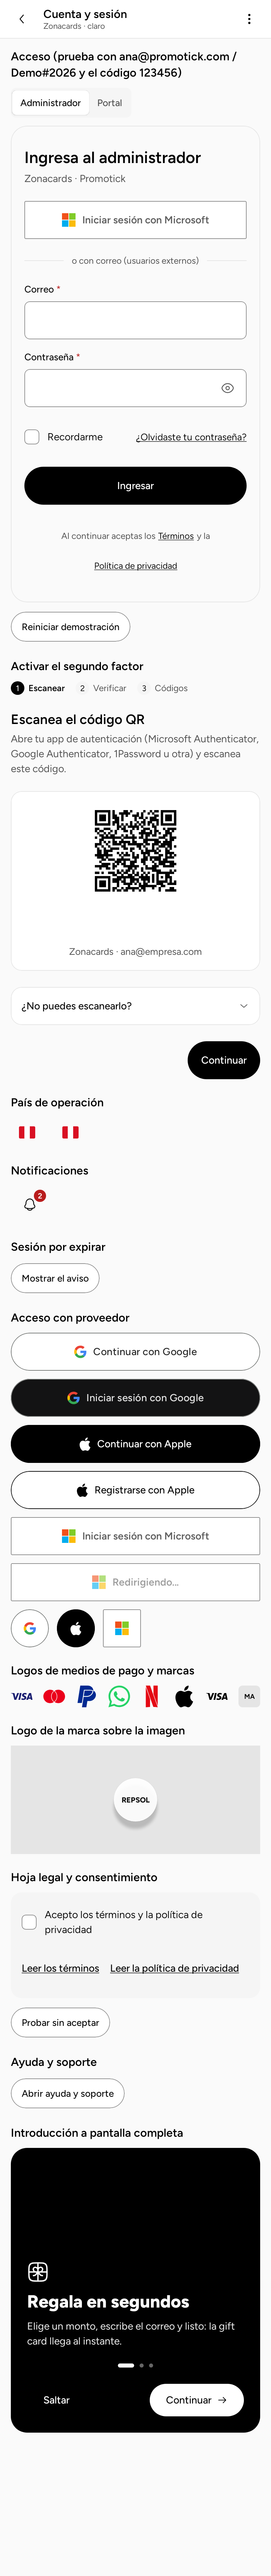 Cuenta y sesión
Zonacards · claro
Acceso (prueba con ana@promotick.com /
Demo#2026 y el código 123456)
Administrador Portal
Ingresa al administrador
Zonacards · Promotick
Iniciar sesión con Microsoft
o con correo (usuarios externos)
Correo *
Contraseña *
Recordarme ¿Olvidaste tu contraseña?
Ingresar
Al continuar aceptas los Términos y la
Política de privacidad
Reiniciar demostración
Activar el segundo factor
1 Escanear 2 Verificar 3 Códigos
Escanea el código QR
Abre tu app de autenticación (Microsoft Authenticator,
Google Authenticator, 1Password u otra) y escanea
este código.
Zonacards · ana@empresa.com
¿No puedes escanearlo?
Continuar
País de operación
Notificaciones
2
Sesión por expirar
Mostrar el aviso
Acceso con proveedor
Continuar con Google
Iniciar sesión con Google
Continuar con Apple
Registrarse con Apple
Iniciar sesión con Microsoft
Redirigiendo...
Logos de medios de pago y marcas
VISA VISA MA
Logo de la marca sobre la imagen
REPSOL
Hoja legal y consentimiento
Acepto los términos y la política de
privacidad
Leer los términos Leer la política de privacidad
Probar sin aceptar
Ayuda y soporte
Abrir ayuda y soporte
Introducción a pantalla completa
Regala en segundos
Elige un monto, escribe el correo y listo: la gift
card llega al instante.
Saltar Continuar